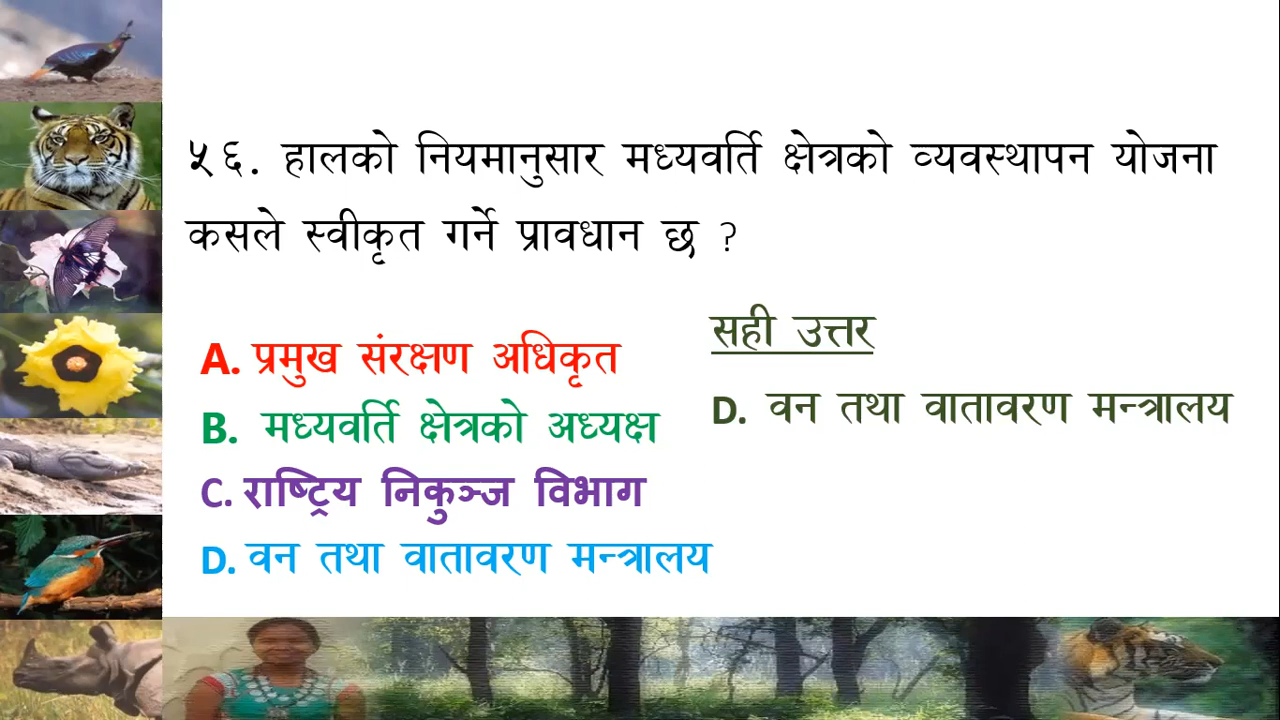 ५६. हालको नियमानुसार मध्यवर्ति क्षेत्रको व्यवस्थापन योजना
कसले स्वीकृत गर्ने प्रावधान छ ?
A. प्रमुख संरक्षण अधिकृत
B. मध्यवर्ति क्षेत्रको अध्यक्ष
C. राष्ट्रिय निकुञ्ज विभाग
D. वन तथा वातावरण मन्त्रालय
सही उत्तर
D. वन तथा वातावरण मन्त्रालय